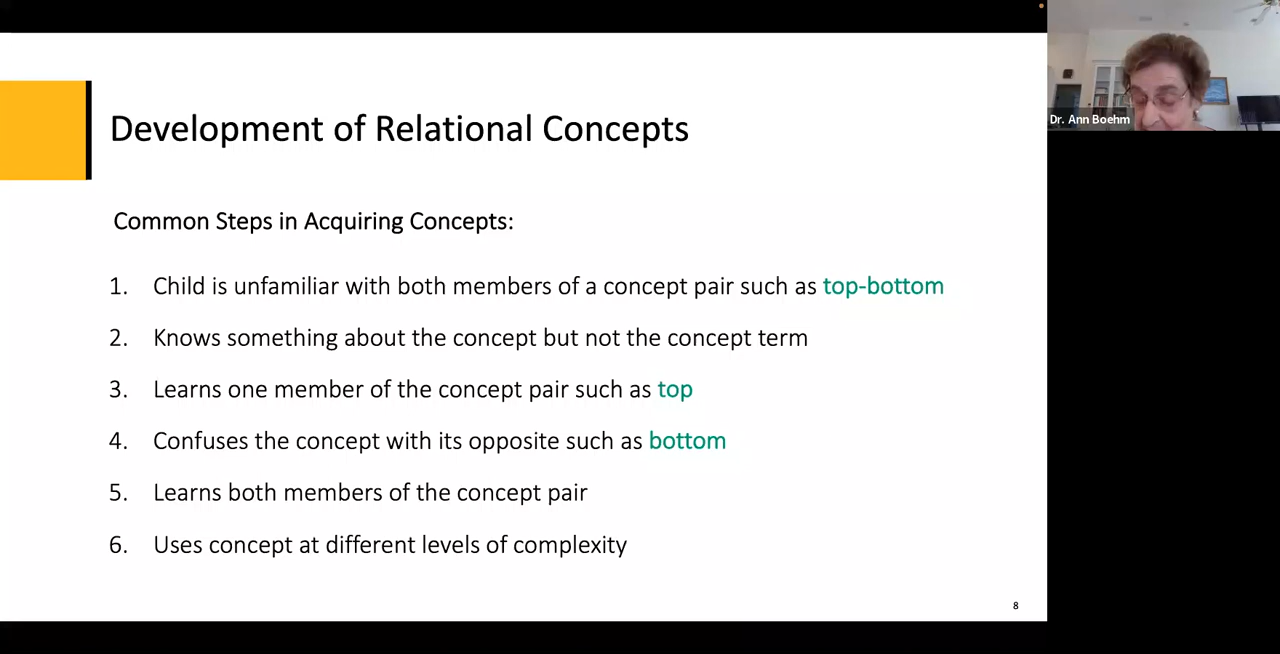 Development of Relational Concepts
Dr. Ann Boehm
Common Steps in Acquiring Concepts:
1. Child is unfamiliar with both members of a concept pair such as top-bottom
2. Knows something about the concept but not the concept term
3. Learns one member of the concept pair such as top
4. Confuses the concept with its opposite such as bottom
5. Learns both members of the concept pair
6. Uses concept at different levels of complexity
8